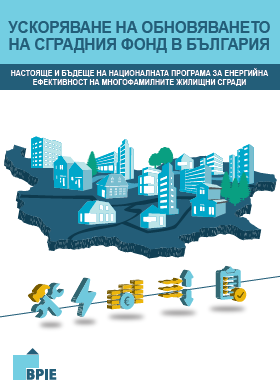 УСКОРЯВАНЕ НА ОБНОВЯВАНЕТО
НА СГРАДНИЯ ФОНД В БЪЛГАРИЯ
НАСТОЯЩЕ И БЪДЕЩЕ НА НАЦИОНАЛНАТА ПРОГРАМА ЗА ЕНЕРГИЙНА
ЕФЕКТИВНОСТ НА МНОГОФАМИЛНИТЕ ЖИЛИЩНИ СГРАДИ
€
BPIE